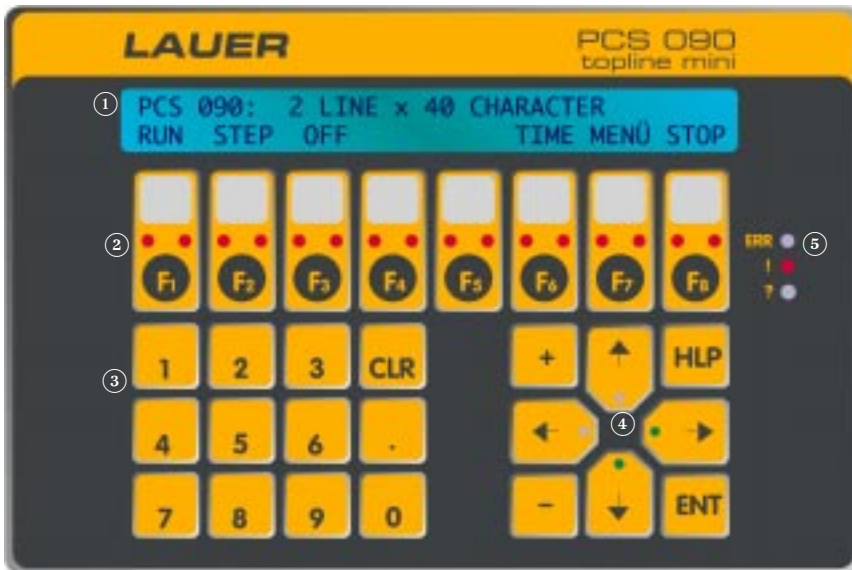 LAUER
PCS 090
topline mini
1
PCS 090: 2 LINE x 40 CHARACTER
RUN STEP OFF TIME MENÜ STOP
2
F1 F2 F3 F4 F5 F6 F7 F8
ERR
!
?
5
3
1 2 3 CLR + HLP
4 5 6 .
4
7 8 9 0 - ENT